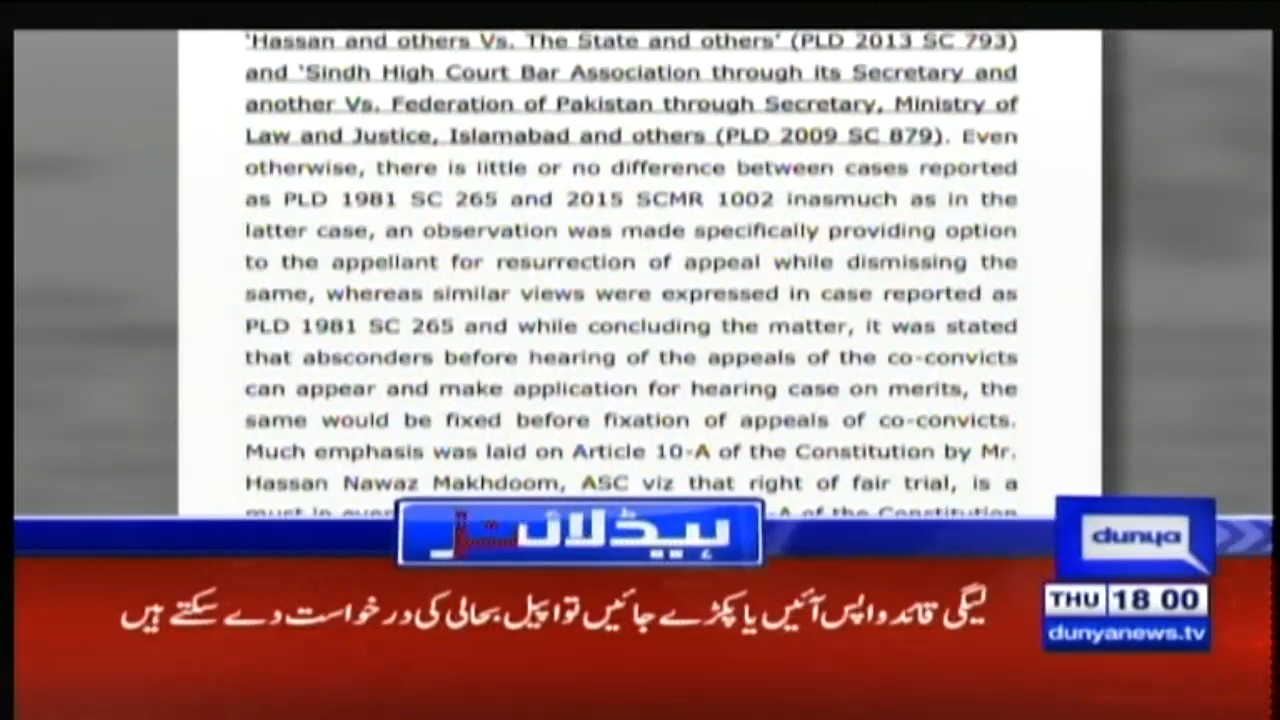 'Hassan and others Vs. The State and others' (PLD 2013 SC 793)
and 'Sindh High Court Bar Association through its Secretary and
another Vs. Federation of Pakistan through Secretary, Ministry of
Law and Justice, Islamabad and others (PLD 2009 SC 879). Even
otherwise, there is little or no difference between cases reported
as PLD 1981 SC 265 and 2015 SCMR 1002 inasmuch as in the
latter case, an observation was made specifically providing option
to the appellant for resurrection of appeal while dismissing the
same, whereas similar views were expressed in case reported as
PLD 1981 SC 265 and while concluding the matter, it was stated
that absconders before hearing of the appeals of the co-convicts
can appear and make application for hearing case on merits, the
same would be fixed before fixation of appeals of co-convicts.
Much emphasis was laid on Article 10-A of the Constitution by Mr.
Hassan Nawaz Makhdoom, ASC viz that right of fair trial, is a
-A of the Constitution
ہیڈلائنز
dunya
لیگی قائد واپس آئیں یا پکڑے جائیں تو اپیل بحالی کی درخواست دے سکتے ہیں
THU 18 00
dunyanews.tv